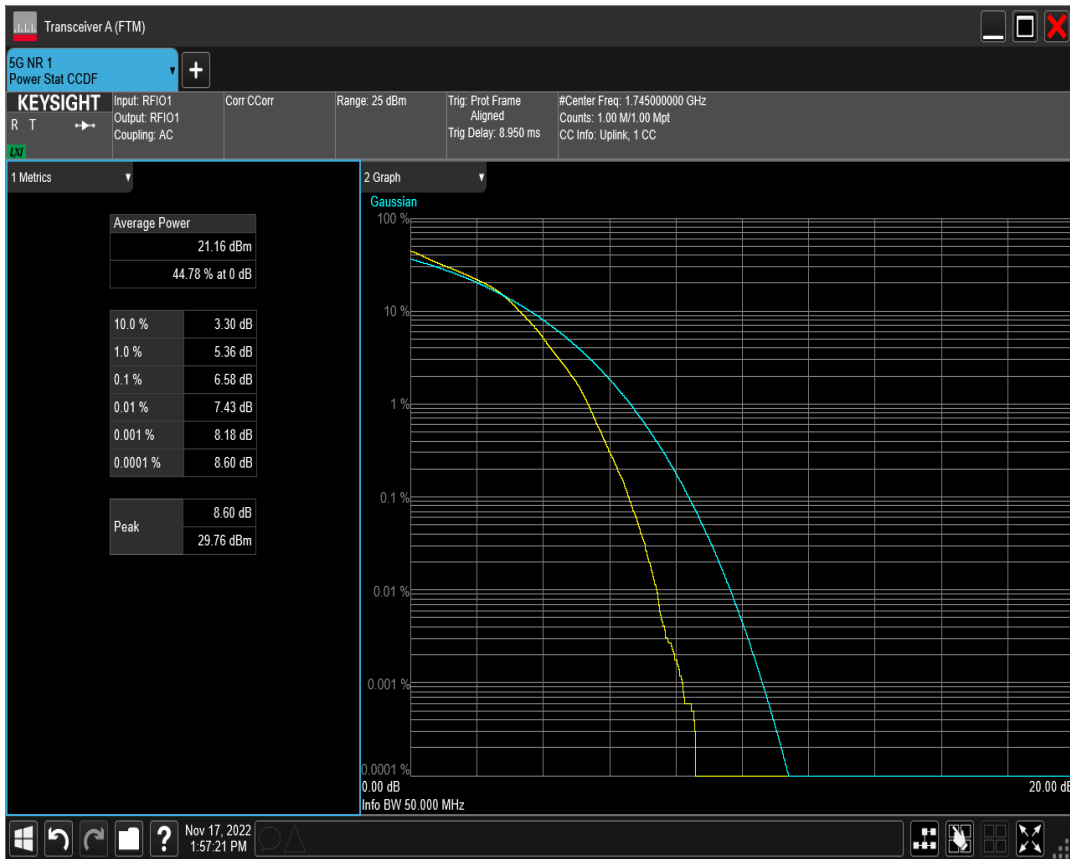 Transceiver A (FTM)
5G NR 1
Power Stat CCDF
+
KEYSIGHT
R T
LXI
Input: RFIO1
Output: RFIO1
Coupling: AC
Corr CCorr
Range: 25 dBm
Trig: Prot Frame
Aligned
Trig Delay: 8.950 ms
#Center Freq: 1.745000000 GHz
Counts: 1.00 M/1.00 Mpt
CC Info: Uplink, 1 CC
1 Metrics
Average Power
21.16 dBm
44.78 % at 0 dB
10.0 % 3.30 dB
1.0 % 5.36 dB
0.1 % 6.58 dB
0.01 % 7.43 dB
0.001 % 8.18 dB
0.0001 % 8.60 dB
Peak 8.60 dB
29.76 dBm
2 Graph
Gaussian
100 %
10 %
1 %
0.1 %
0.01 %
0.001 %
0.0001 %
0.00 dB 20.00 dB
Info BW 50.000 MHz
?
Nov 17, 2022
1:57:21 PM